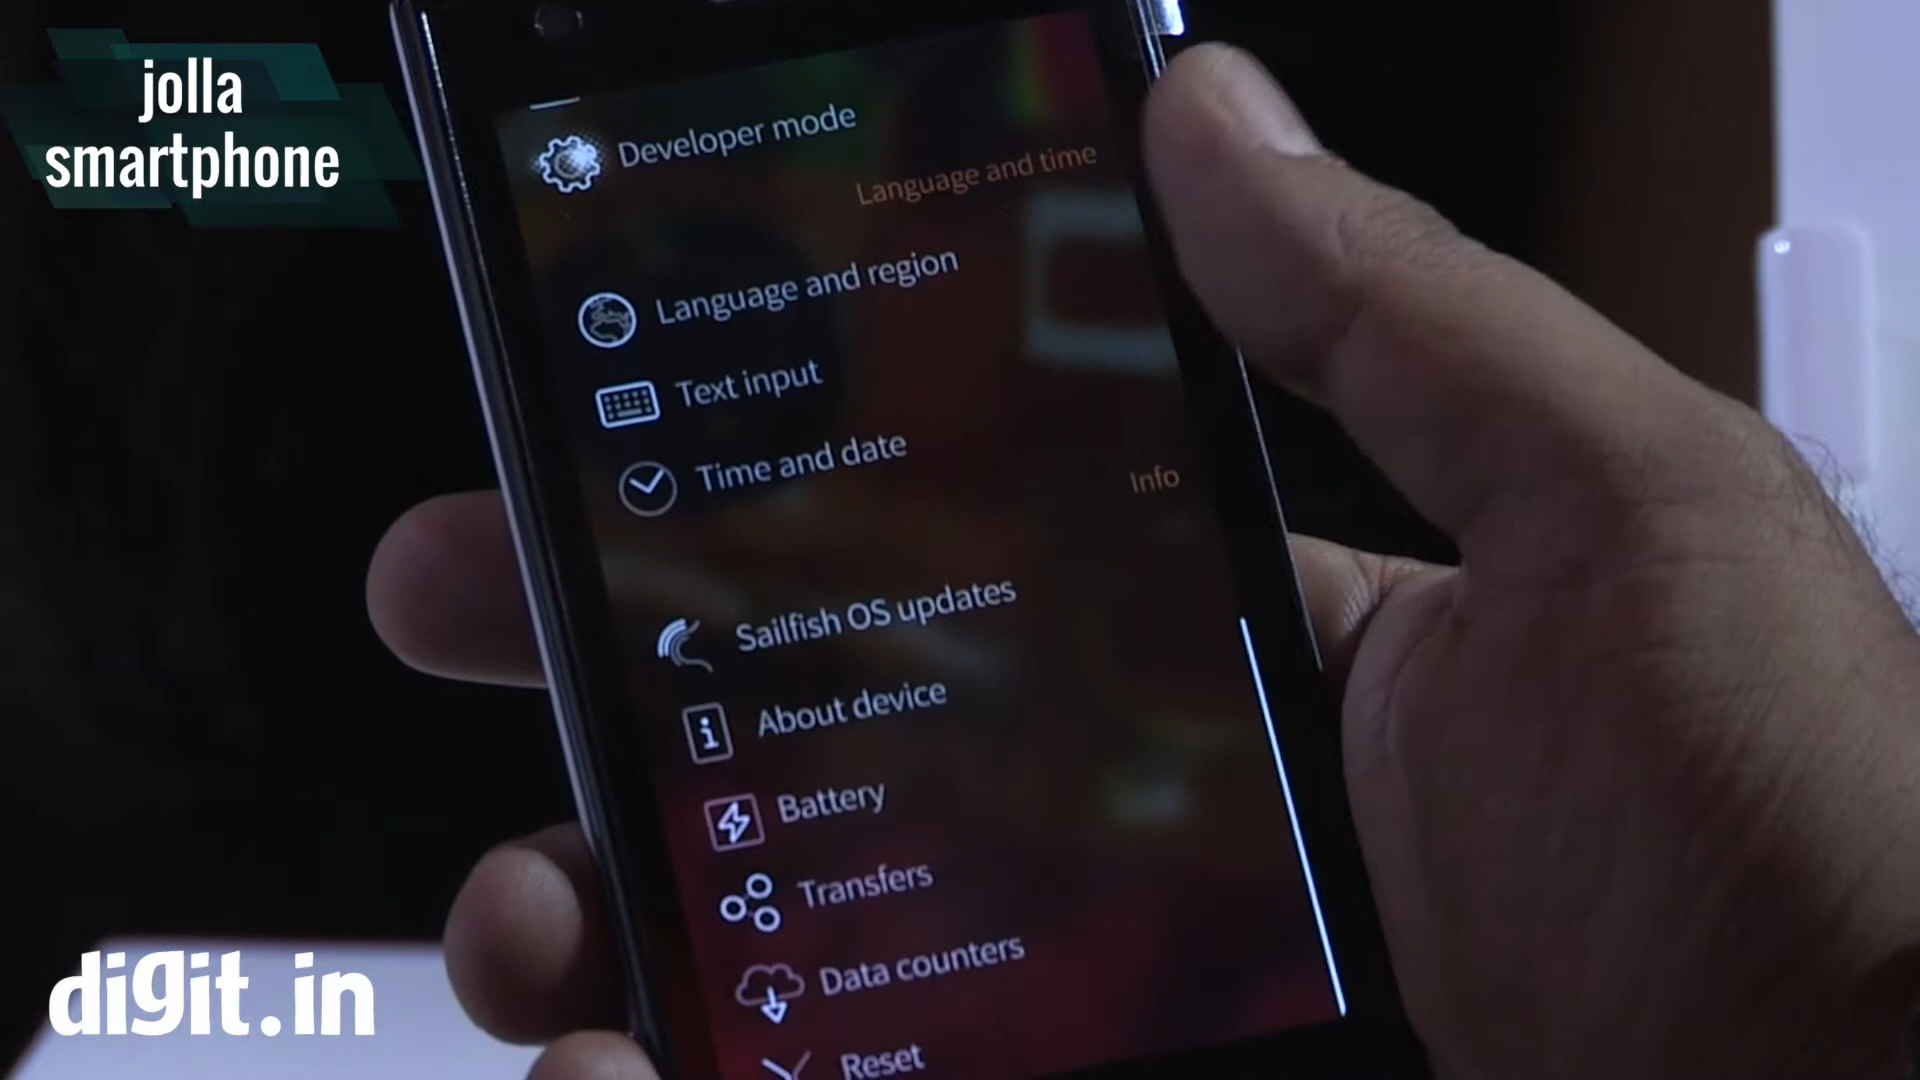 jolla
smartphone
Developer mode
Language and time
Language and region
Text input
Time and date
Info
Sailfish OS updates
About device
Battery
Transfers
Data counters
Reset
digit.in